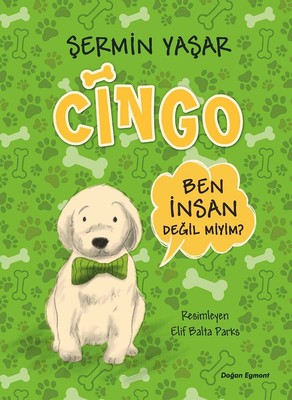 ŞERMİN YAŞAR
CİNGO
BEN
İNSAN
DEĞİL MİYİM?
Resimleyen
Elif Balta Parks
Doğan Egmont